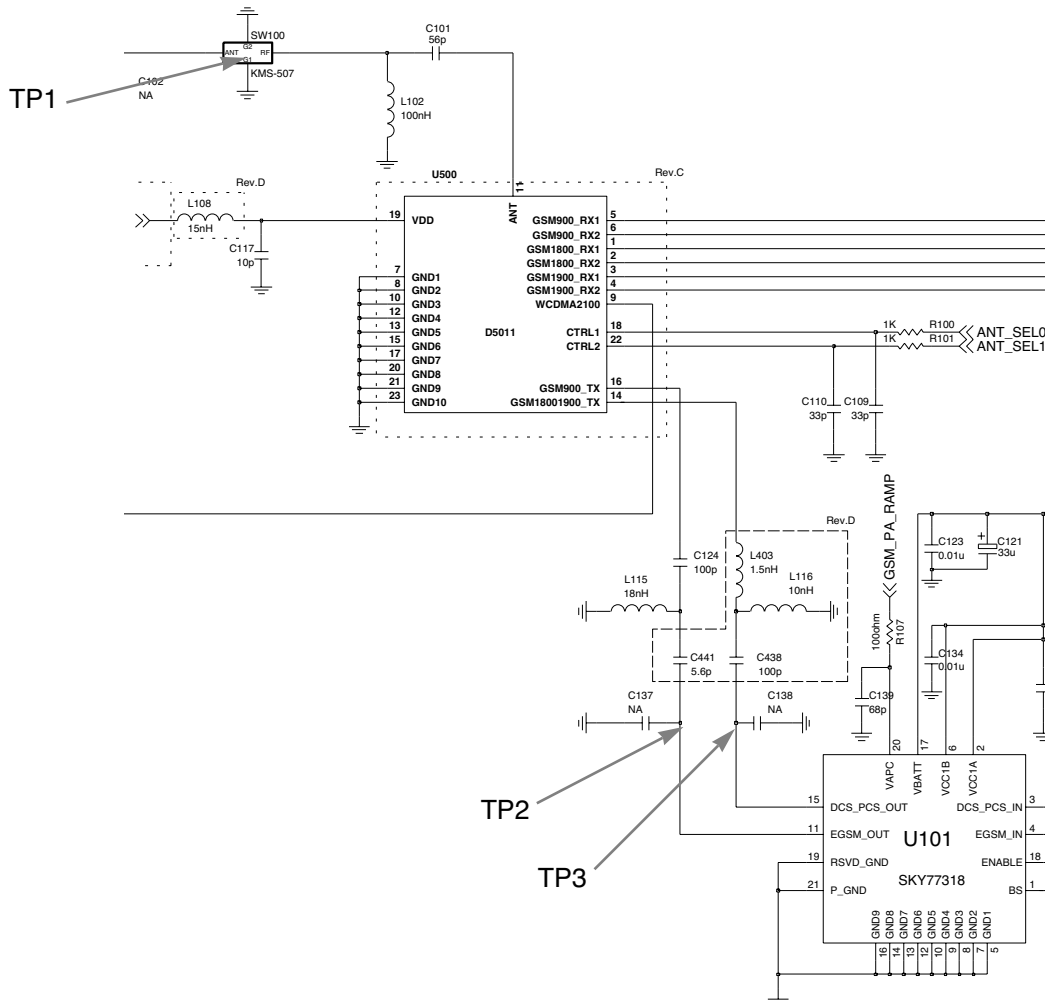 SW100
G2
ANT
RF
G1
KMS-507
C101
56p
C102
NA
TP1
L102
100nH
Rev.D
U500
Rev.C
L108
15nH
C117
10p
11
ANT
19
VDD
7
GND1
8
GND2
10
GND3
12
GND4
13
GND5
15
GND6
17
GND7
20
GND8
21
GND9
23
GND10
D5011
GSM900_RX1
5
GSM900_RX2
6
GSM1800_RX1
1
GSM1800_RX2
2
GSM1900_RX1
3
GSM1900_RX2
4
WCDMA2100
9
CTRL1
18
CTRL2
22
GSM900_TX
16
GSM18001900_TX
14
1K
R100
ANT_SEL0
1K
R101
ANT_SEL1
C110
33p
C109
33p
Rev.D
C124
100p
L403
1.5nH
L115
18nH
L116
10nH
C441
5.6p
C438
100p
C137
NA
C138
NA
GSM_PA_RAMP
100ohm
R107
C123
0.01u
+
C121
33u
C134
0.01u
C139
68p
TP2
TP3
20
17
6
2
VAPC
VBATT
VCC1B
VCC1A
15
DCS_PCS_OUT
DCS_PCS_IN
3
11
EGSM_OUT
EGSM_IN
4
U101
19
RSVD_GND
ENABLE
18
SKY77318
21
P_GND
BS
1
GND9
GND8
GND7
GND6
GND5
GND4
GND3
GND2
GND1
16
14
13
12
10
9
8
7
5